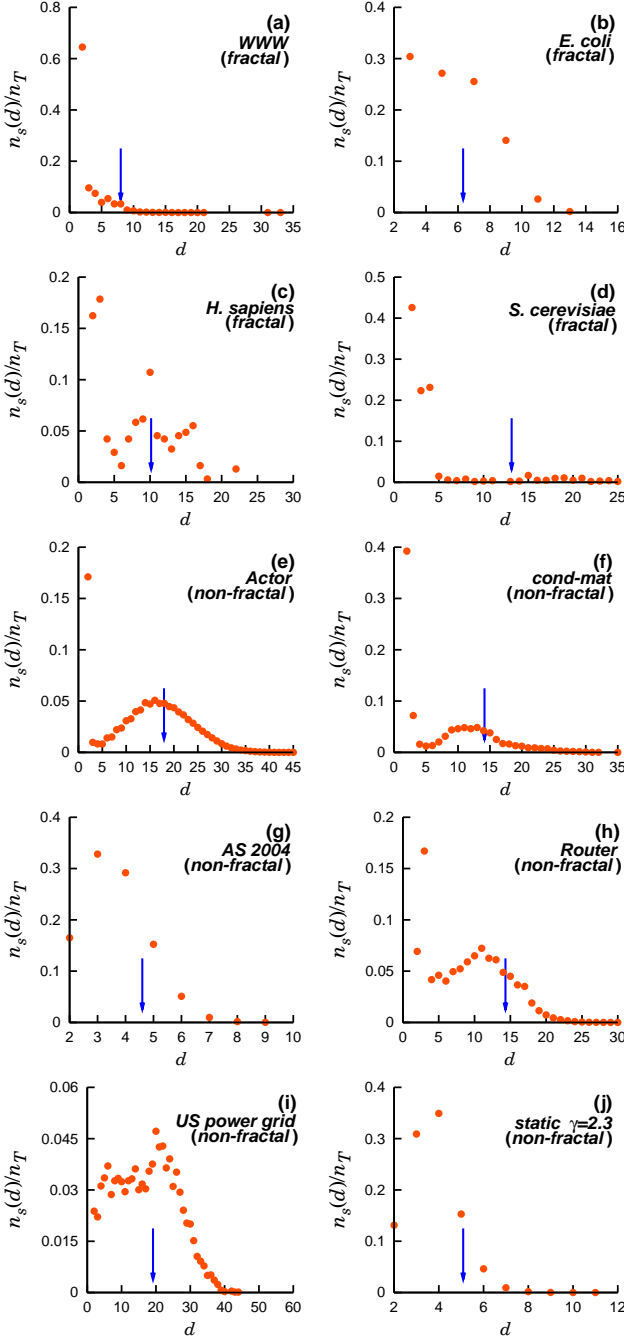 (a)
WWW
(fractal)
n_s(d)/n_T
0.8
0.6
0.4
0.2
0
0 5 10 15 20 25 30 35
d
(b)
E. coli
(fractal)
n_s(d)/n_T
0.4
0.3
0.2
0.1
0
2 4 6 8 10 12 14
d
(c)
H. sapiens
(fractal)
n_s(d)/n_T
0.2
0.15
0.1
0.05
0
0 5 10 15 20 25 30
d
(d)
S. cerevisiae
(fractal)
n_s(d)/n_T
0.5
0.4
0.3
0.2
0.1
0
0 5 10 15 20 25
d
(e)
Actor
(non-fractal)
n_s(d)/n_T
0.2
0.15
0.1
0.05
0
0 5 10 15 20 25 30 35 40 45
d
(f)
cond-mat
(non-fractal)
n_s(d)/n_T
0.4
0.3
0.2
0.1
0
0 5 10 15 20 25 30 35
d
(g)
AS 2004
(non-fractal)
n_s(d)/n_T
0.4
0.3
0.2
0.1
0
2 3 4 5 6 7 8 9 10
d
(h)
Router
(non-fractal)
n_s(d)/n_T
0.2
0.15
0.1
0.05
0
0 5 10 15 20 25 30
d
(i)
US power grid
(non-fractal)
n_s(d)/n_T
0.06
0.045
0.03
0.015
0
0 10 20 30 40 50 60
d
(j)
static γ=2.3
(non-fractal)
n_s(d)/n_T
0.4
0.3
0.2
0.1
0
2 4 6 8 10 12
d